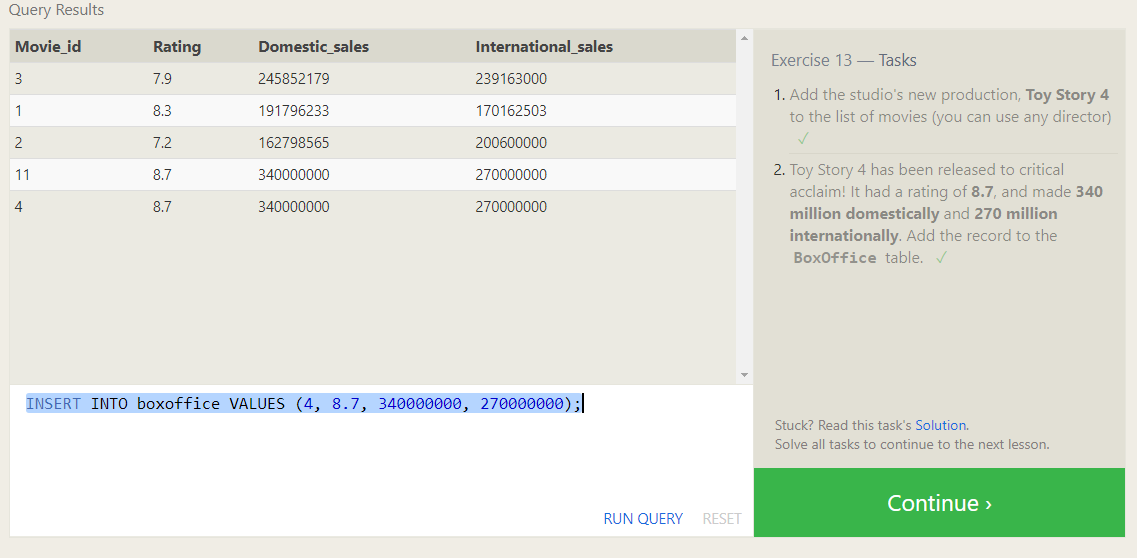 Query Results
Movie_id Rating Domestic_sales International_sales
3 7.9 245852179 239163000
1 8.3 191796233 170162503
2 7.2 162798565 200600000
11 8.7 340000000 270000000
4 8.7 340000000 270000000
INSERT INTO boxoffice VALUES (4, 8.7, 340000000, 270000000);
RUN QUERY RESET
Exercise 13 — Tasks
1. Add the studio's new production, Toy Story 4
to the list of movies (you can use any director)
✓
2. Toy Story 4 has been released to critical
acclaim! It had a rating of 8.7, and made 340
million domestically and 270 million
internationally. Add the record to the
BoxOffice table. ✓
Stuck? Read this task's Solution.
Solve all tasks to continue to the next lesson.
Continue ›